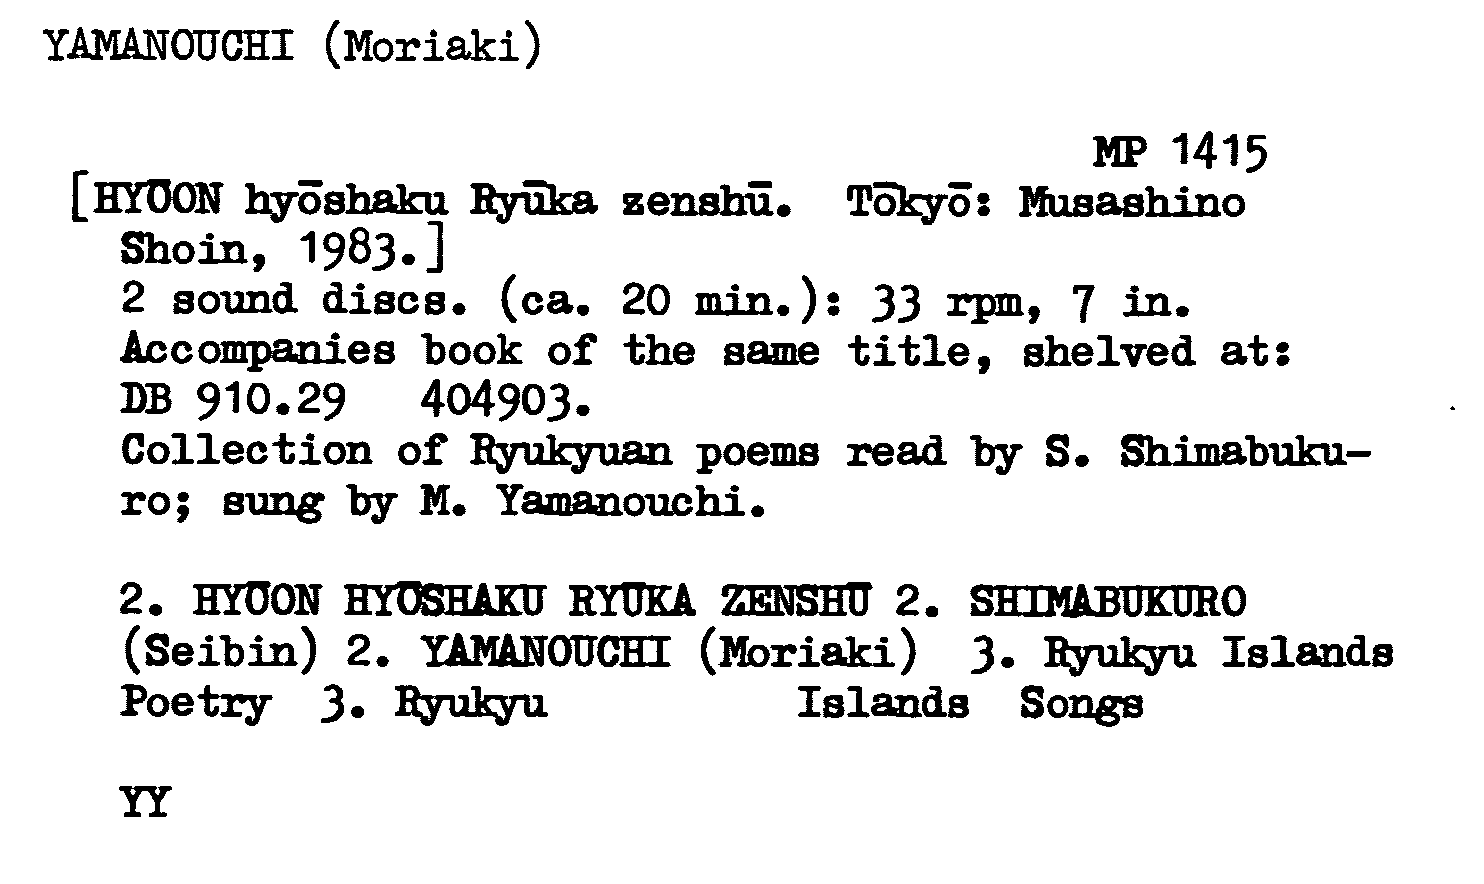 YAMANOUCHI (Moriaki)
MP 1415
[HYŌON hyōshaku Ryūka zenshū. Tōkyō: Musashino
Shoin, 1983.]
2 sound discs. (ca. 20 min.): 33 rpm, 7 in.
Accompanies book of the same title, shelved at:
DB 910.29 404903.
Collection of Ryukyuan poems read by S. Shimabuku-
ro; sung by M. Yamanouchi.
2. HYŌON HYŌSHAKU RYŪKA ZENSHŪ 2. SHIMABUKURO
(Seibin) 2. YAMANOUCHI (Moriaki) 3. Ryukyu Islands
Poetry 3. Ryukyu Islands Songs
YY